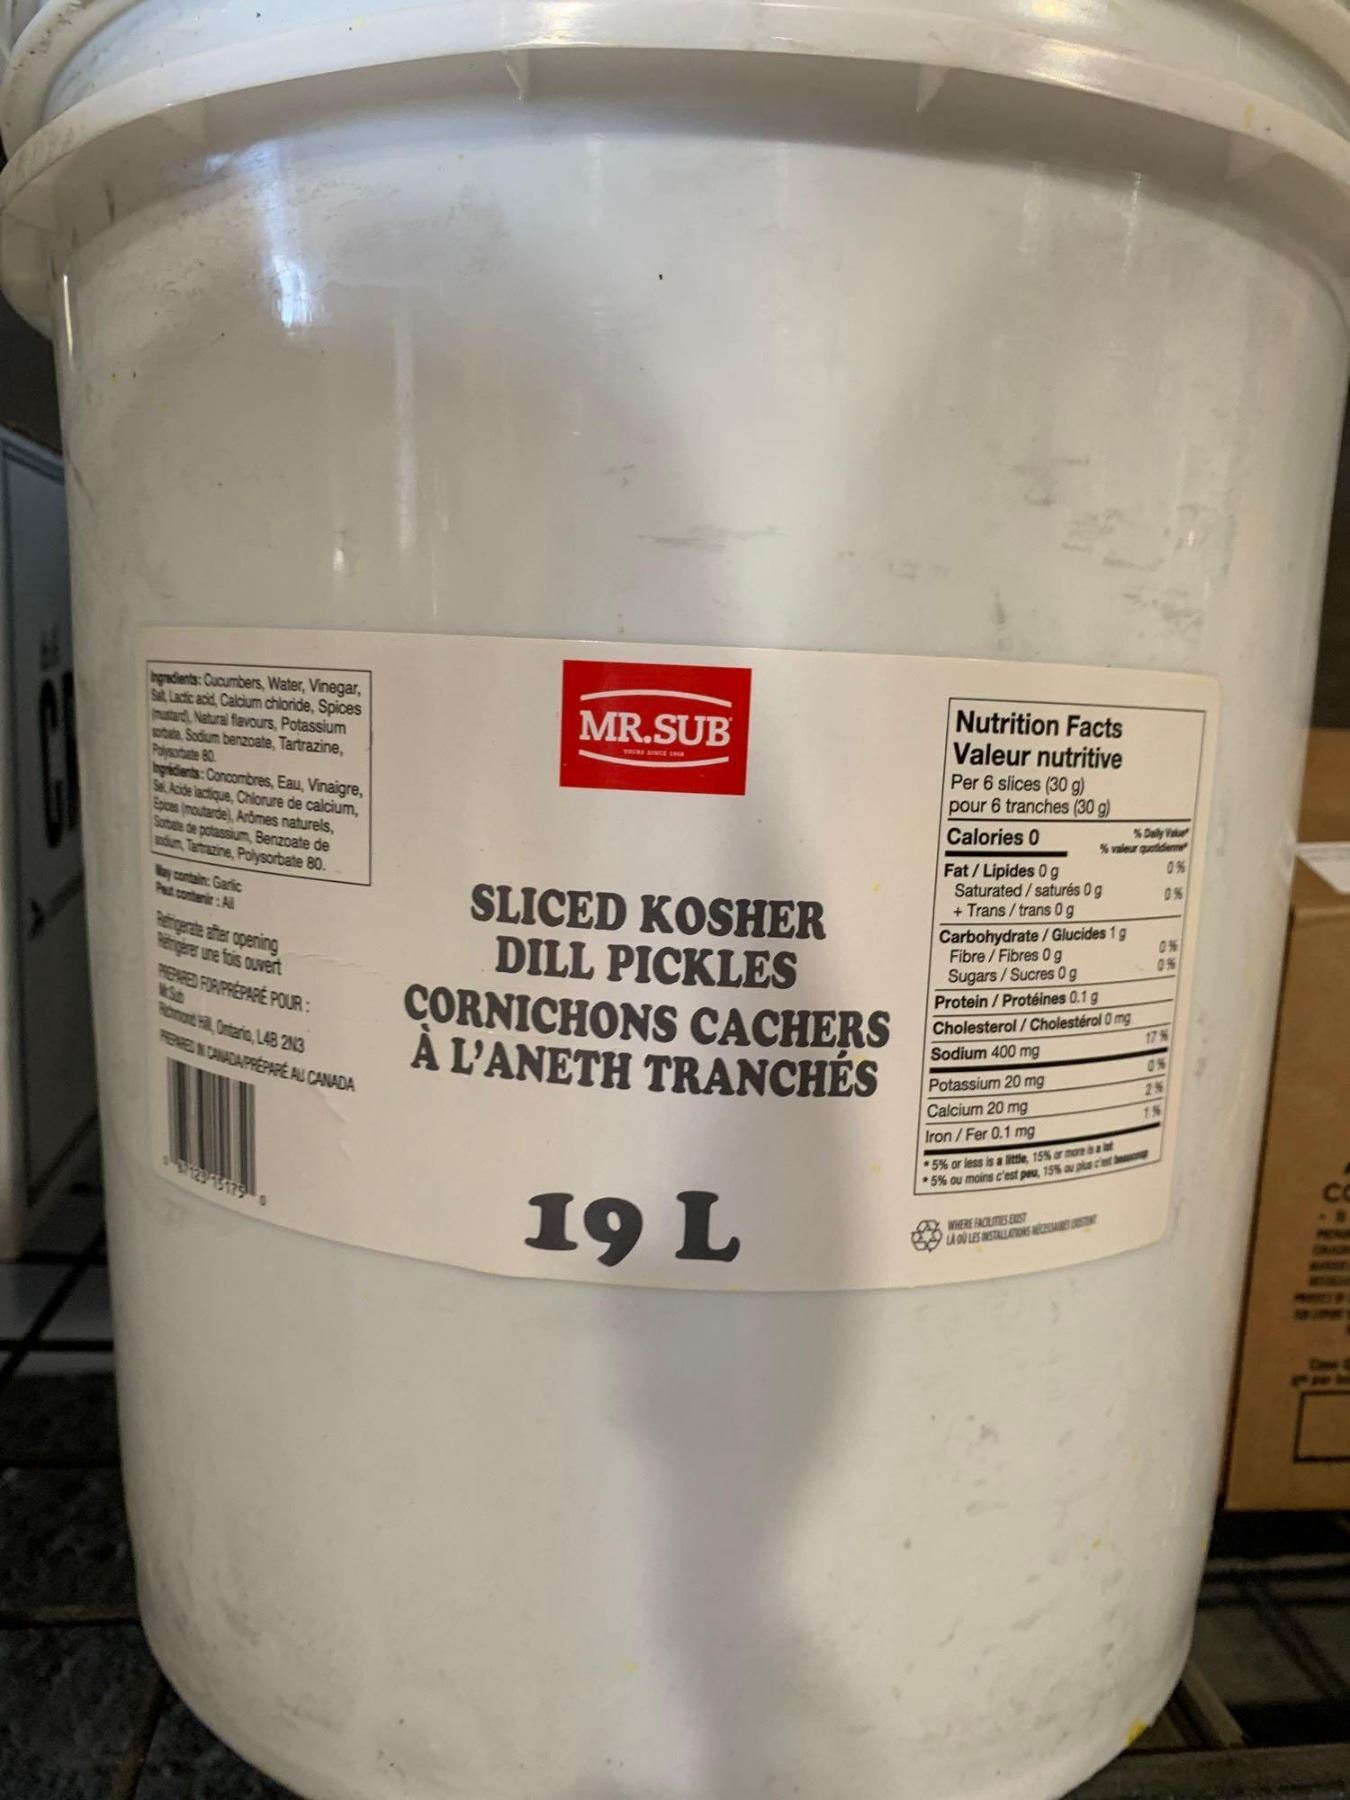 Ingredients: Cucumbers, Water, Vinegar,
Salt, Lactic acid, Calcium chloride, Spices
(mustard), Natural flavours, Potassium
sorbate, Sodium benzoate, Tartrazine,
Polysorbate 80.
Ingrédients: Concombres, Eau, Vinaigre,
Sel, Acide lactique, Chlorure de calcium,
Épices (moutarde), Arômes naturels,
Sorbate de potassium, Benzoate de
sodium, Tartrazine, Polysorbate 80.
May contain: Garlic
Peut contenir : Ail
Refrigerate after opening
Réfrigérer une fois ouvert
PREPARED FOR/PRÉPARÉ POUR :
Mr.Sub
Richmond Hill, Ontario, L4B 2N3
PREPARED IN CANADA/PRÉPARÉ AU CANADA
0 67123 15175 0
MR.SUB
YOURS SINCE 1968
SLICED KOSHER
DILL PICKLES
CORNICHONS CACHERS
À L'ANETH TRANCHÉS
19 L
Nutrition Facts
Valeur nutritive
Per 6 slices (30 g)
pour 6 tranches (30 g)
Calories 0
% Daily Value*
% valeur quotidienne*
Fat / Lipides 0 g 0 %
Saturated / saturés 0 g
+ Trans / trans 0 g 0 %
Carbohydrate / Glucides 1 g
Fibre / Fibres 0 g 0 %
Sugars / Sucres 0 g 0 %
Protein / Protéines 0.1 g
Cholesterol / Cholestérol 0 mg
Sodium 400 mg 17 %
Potassium 20 mg 0 %
Calcium 20 mg 2 %
Iron / Fer 0.1 mg 1 %
* 5% or less is a little, 15% or more is a lot
* 5% ou moins c'est peu, 15% ou plus c'est beaucoup
WHERE FACILITIES EXIST
LÀ OÙ LES INSTALLATIONS NÉCESSAIRES EXISTENT